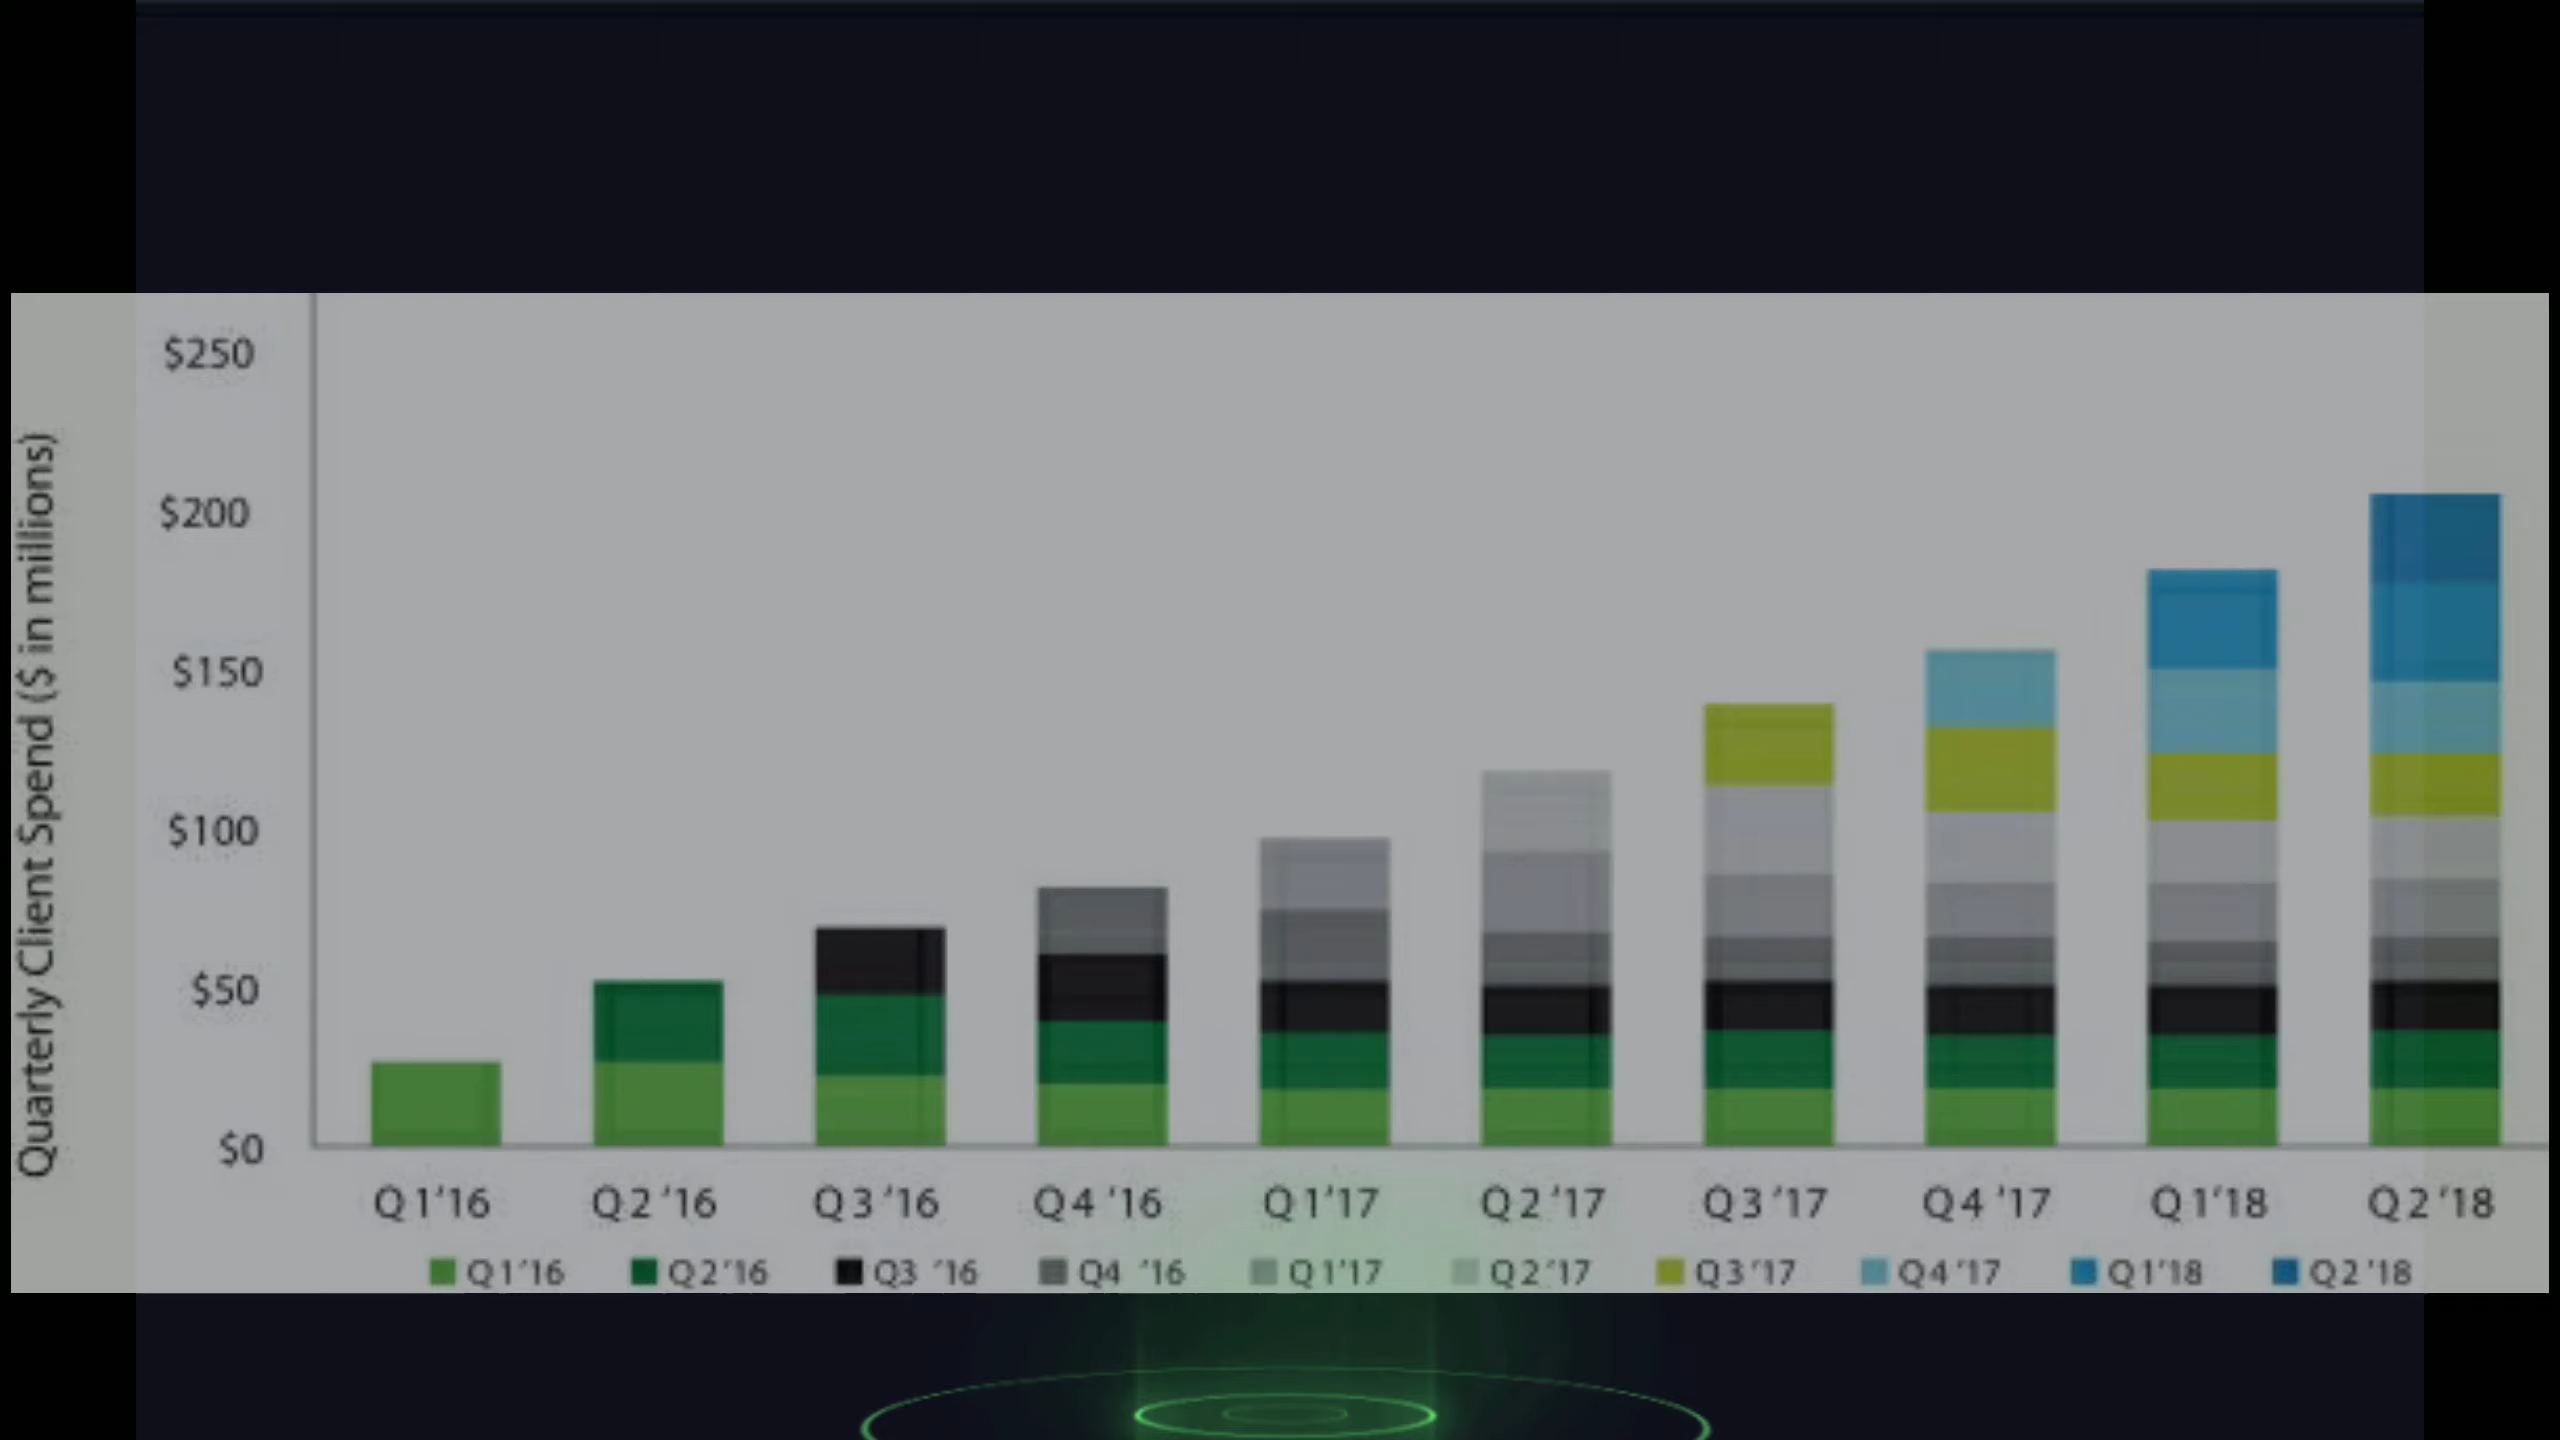 Quarterly Client Spend ($ in millions)
$250
$200
$150
$100
$50
$0
Q1'16 Q2'16 Q3'16 Q4'16 Q1'17 Q2'17 Q3'17 Q4'17 Q1'18 Q2'18
Q1'16 Q2'16 Q3 '16 Q4 '16 Q1'17 Q2'17 Q3'17 Q4'17 Q1'18 Q2'18